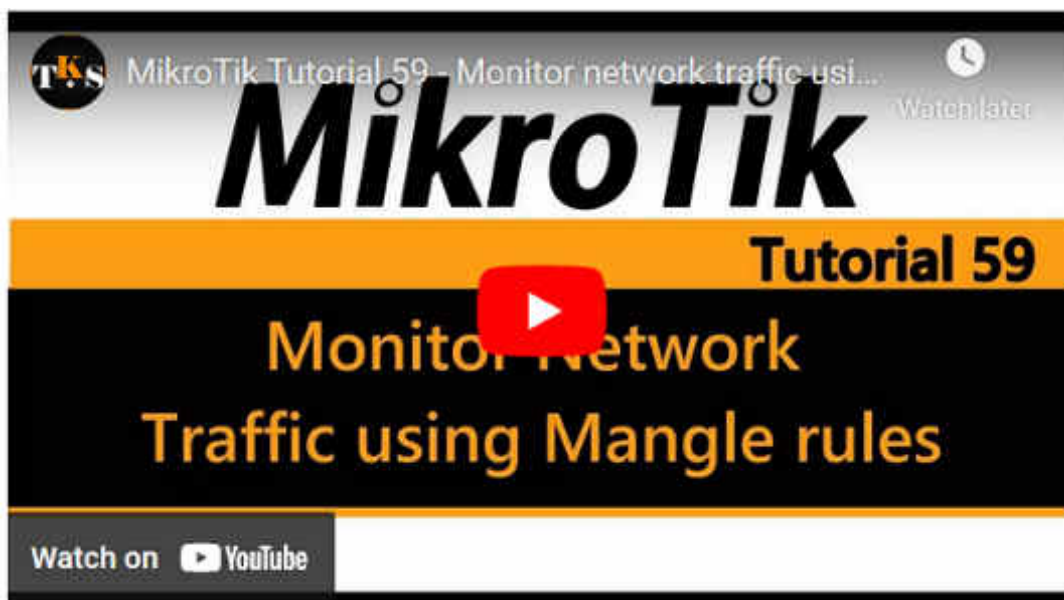 TKS MikroTik Tutorial 59 - Monitor network traffic usi...
Watch later
MikroTik
Tutorial 59
Monitor Network
Traffic using Mangle rules
Watch on YouTube